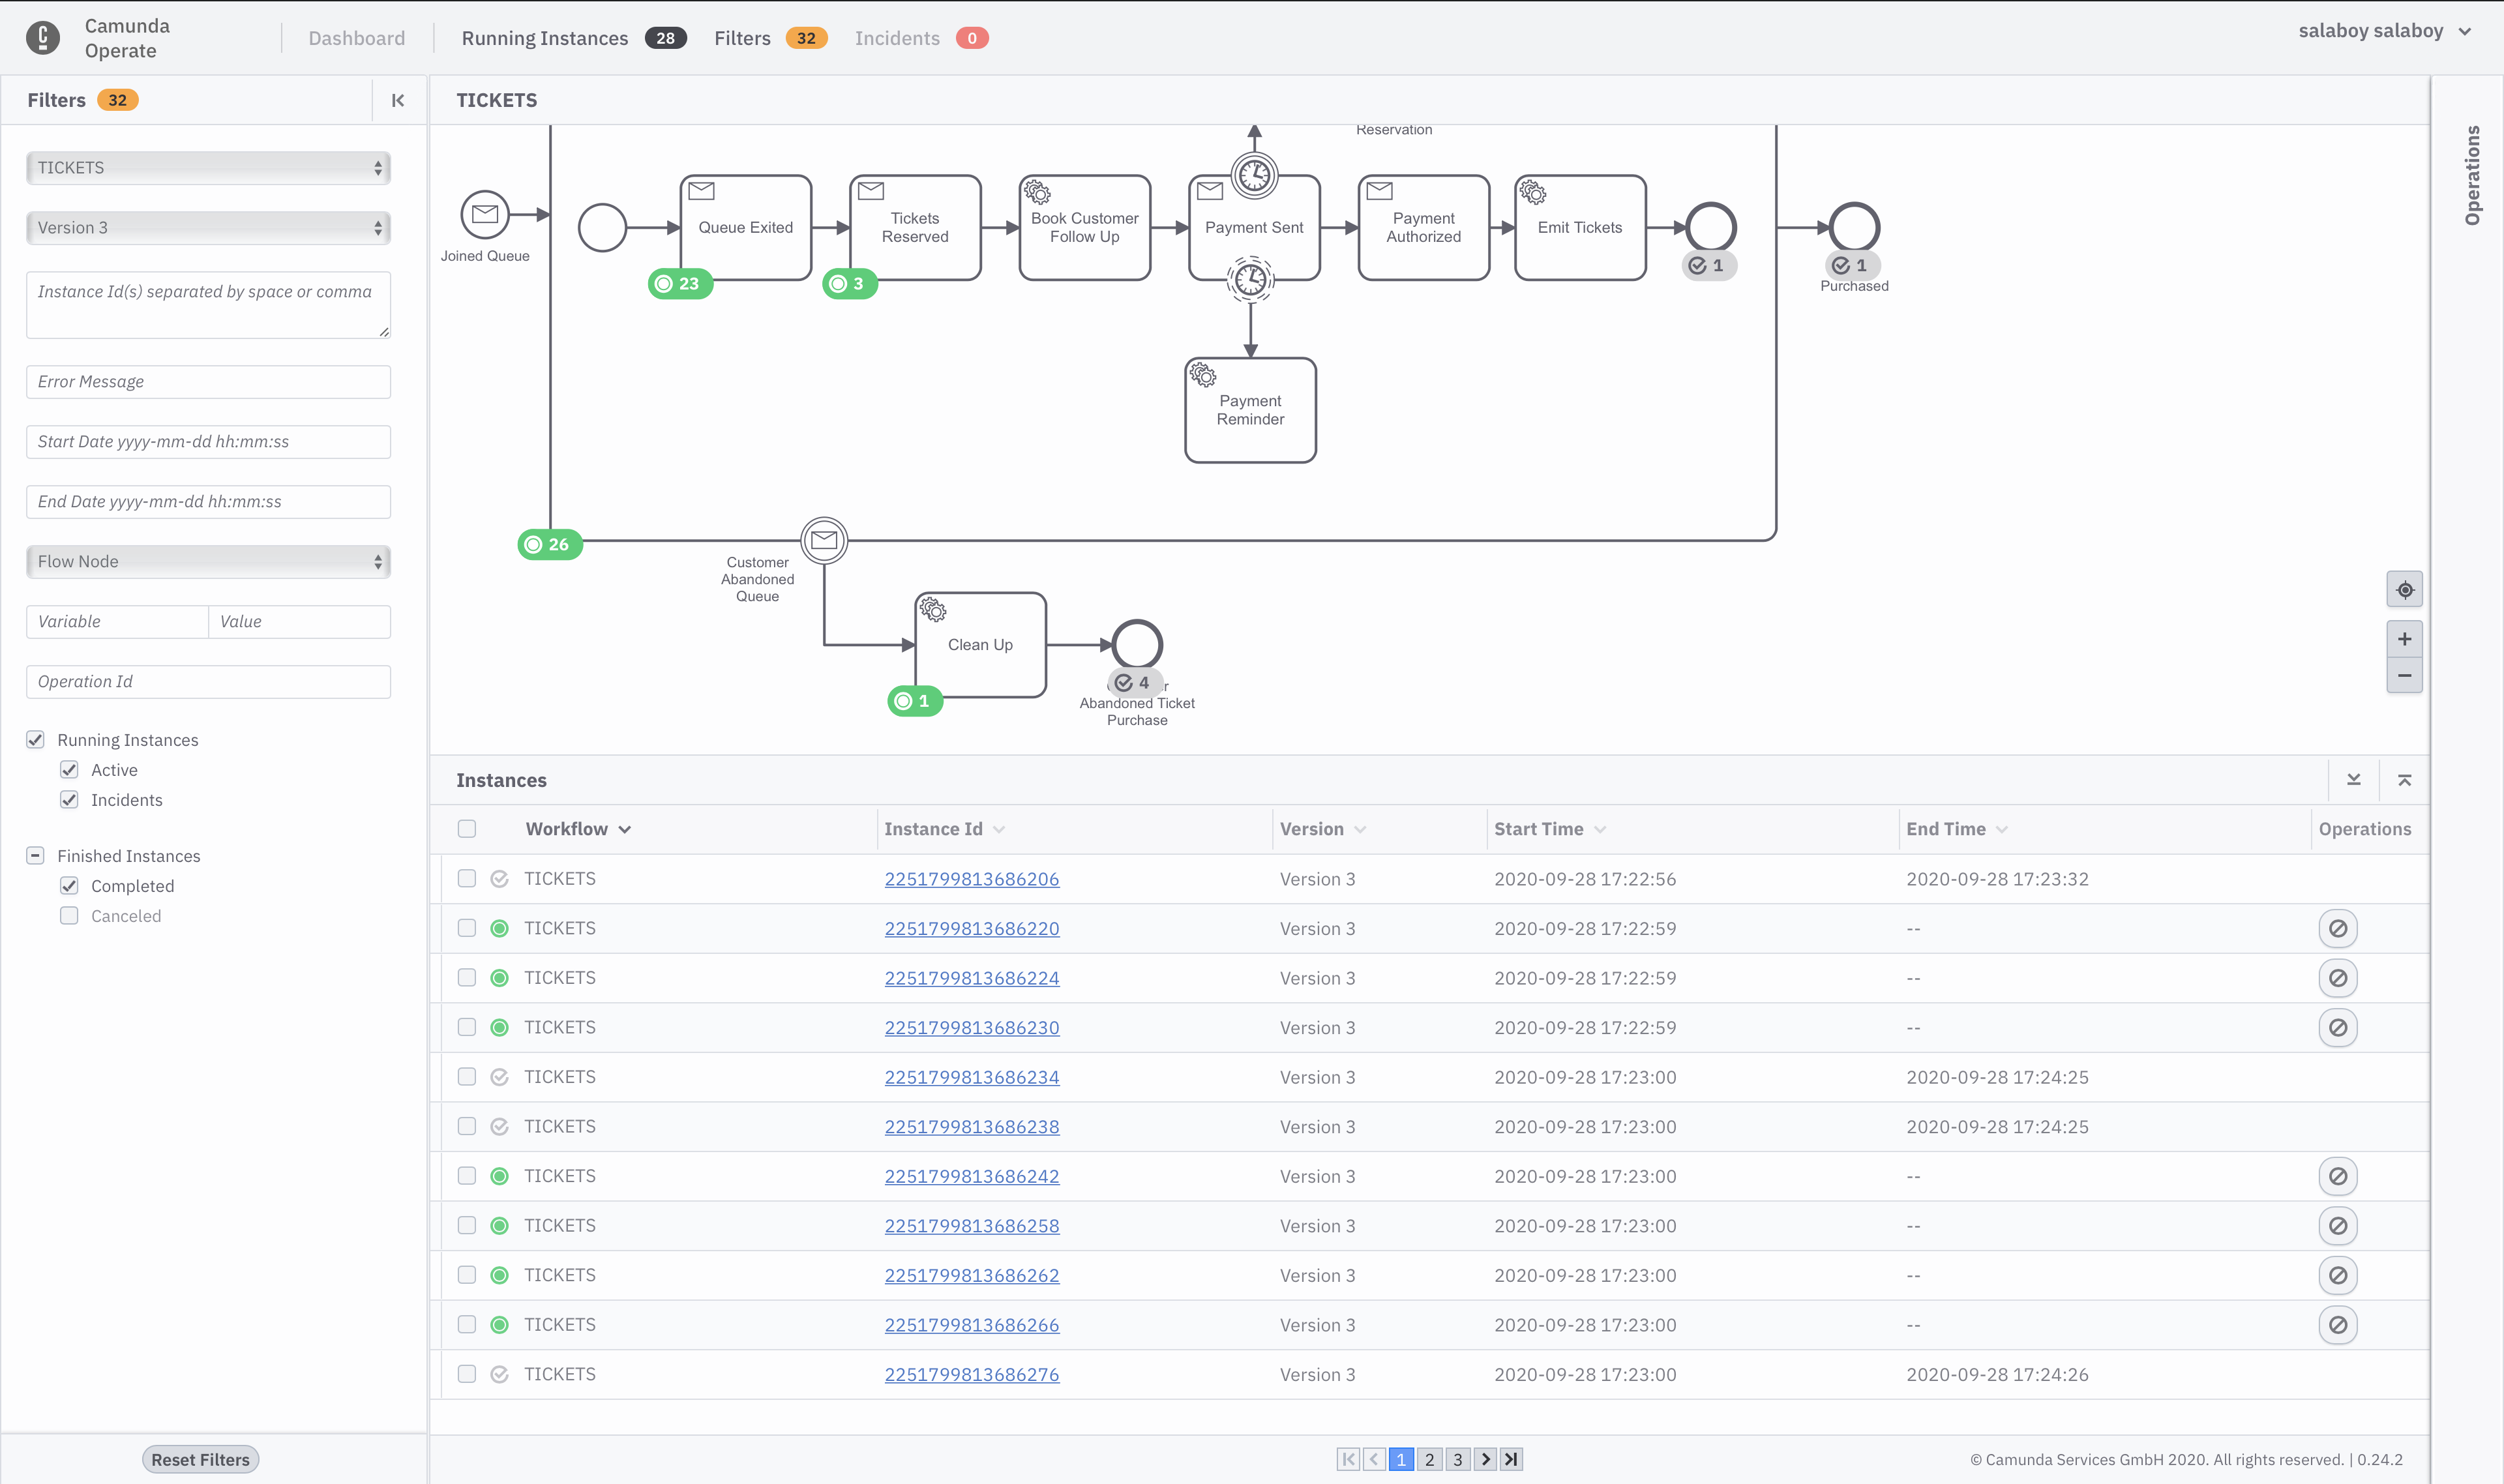 Camunda
Operate
Dashboard
Running Instances 28
Filters 32
Incidents 0
salaboy salaboy
Filters 32
TICKETS
Version 3
Instance Id(s) separated by space or comma
Error Message
Start Date yyyy-mm-dd hh:mm:ss
End Date yyyy-mm-dd hh:mm:ss
Flow Node
Variable Value
Operation Id
Running Instances
Active
Incidents
Finished Instances
Completed
Canceled
Reset Filters
TICKETS
Reservation
Joined Queue
Queue Exited
23
Tickets
Reserved
3
Book Customer
Follow Up
Payment Sent
Payment
Authorized
Emit Tickets
1
1
Purchased
Payment
Reminder
26
Customer
Abandoned
Queue
Clean Up
1
4
Abandoned Ticket
Purchase
Operations
Instances
Workflow Instance Id Version Start Time End Time Operations
TICKETS 2251799813686206 Version 3 2020-09-28 17:22:56 2020-09-28 17:23:32
TICKETS 2251799813686220 Version 3 2020-09-28 17:22:59 --
TICKETS 2251799813686224 Version 3 2020-09-28 17:22:59 --
TICKETS 2251799813686230 Version 3 2020-09-28 17:22:59 --
TICKETS 2251799813686234 Version 3 2020-09-28 17:23:00 2020-09-28 17:24:25
TICKETS 2251799813686238 Version 3 2020-09-28 17:23:00 2020-09-28 17:24:25
TICKETS 2251799813686242 Version 3 2020-09-28 17:23:00 --
TICKETS 2251799813686258 Version 3 2020-09-28 17:23:00 --
TICKETS 2251799813686262 Version 3 2020-09-28 17:23:00 --
TICKETS 2251799813686266 Version 3 2020-09-28 17:23:00 --
TICKETS 2251799813686276 Version 3 2020-09-28 17:23:00 2020-09-28 17:24:26
1 2 3
© Camunda Services GmbH 2020. All rights reserved. | 0.24.2